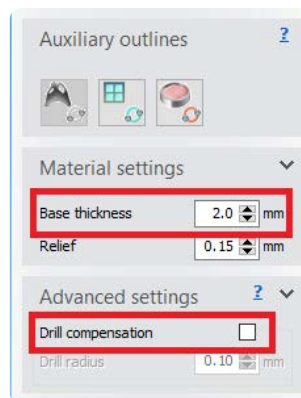 Auxiliary outlines ?
Material settings
Base thickness 2.0 mm
Relief 0.15 mm
Advanced settings ?
Drill compensation
Drill radius 0.10 mm